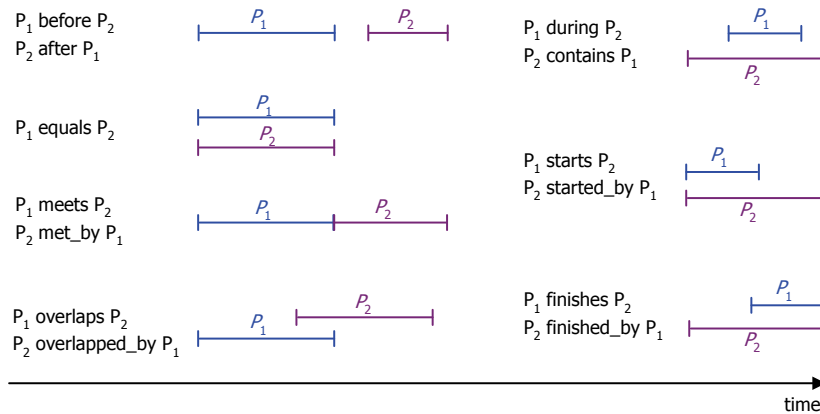 P₁ before P₂
P₂ after P₁
P₁ P₂
P₁ equals P₂
P₁
P₂
P₁ meets P₂
P₂ met_by P₁
P₁ P₂
P₁ overlaps P₂
P₂ overlapped_by P₁
P₂
P₁
P₁ during P₂
P₂ contains P₁
P₁
P₂
P₁ starts P₂
P₂ started_by P₁
P₁
P₂
P₁ finishes P₂
P₂ finished_by P₁
P₁
P₂
time